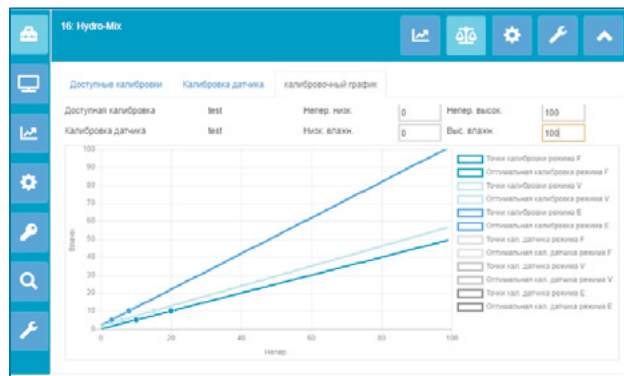 16: Hydro-Mix
Доступные калибровки Калибровка датчика калибровочный график
Доступная калибровка test Непер. низк. 0 Непер. высок. 100
Калибровка датчика test Низк. влажн. 0 Выс. влажн. 100
100
90
80
70
60
50
40
30
20
10
0
Влажн.
0 20 40 60 80 100
Непер.
Точки калибровки режима F
Оптимальная калибровка режима F
Точки калибровки режима V
Оптимальная калибровка режима V
Точки калибровки режима E
Оптимальная калибровка режима E
Точки кал. датчика режима F
Оптимальная кал. датчика режима F
Точки кал. датчика режима V
Оптимальная кал. датчика режима V
Точки кал. датчика режима E
Оптимальная кал. датчика режима E